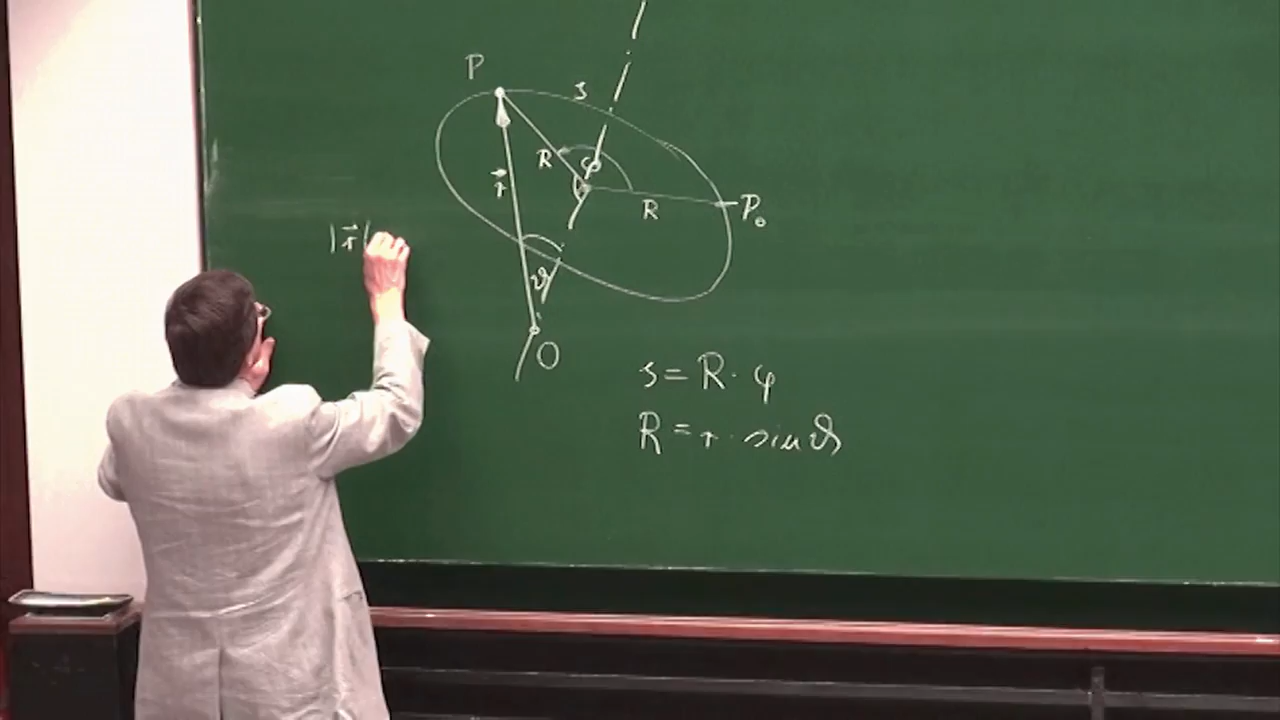 P
s
R
φ
r⃗
R
P₀
|r⃗|
ϑ
O
s = R · φ
R = r · sin ϑ